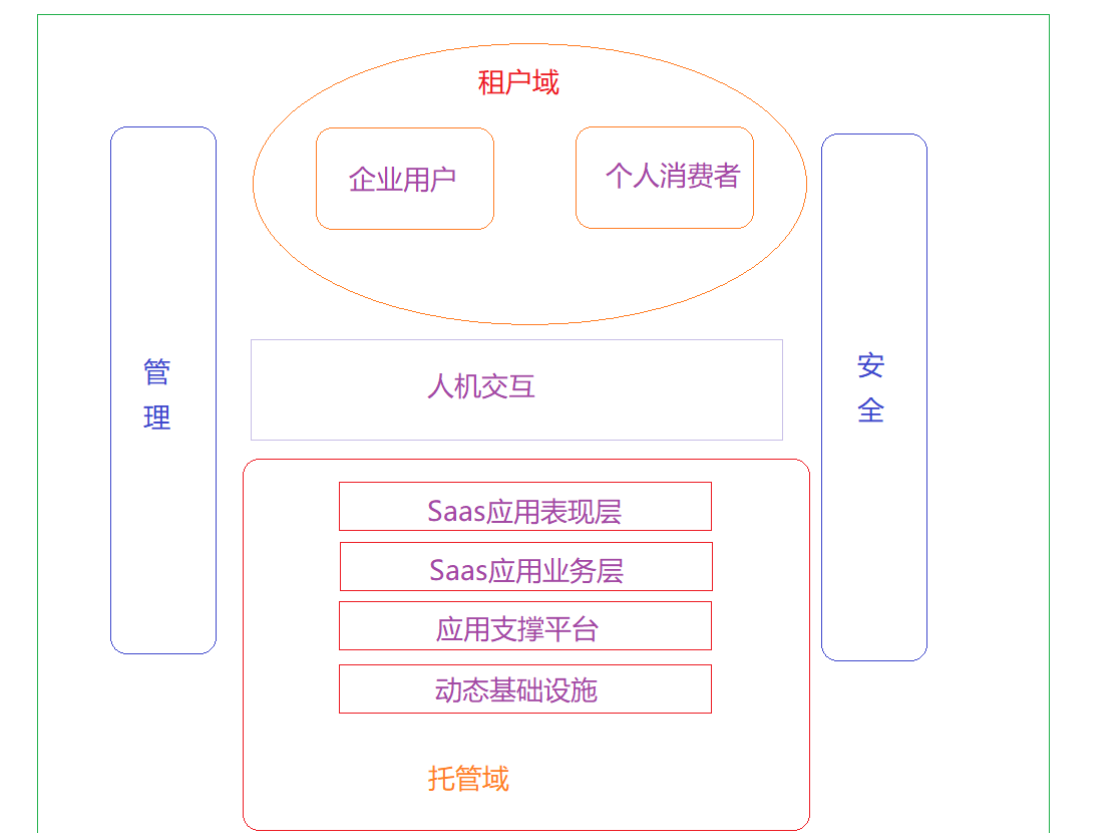 租户域
企业用户
个人消费者
管
理
安
全
人机交互
Saas应用表现层
Saas应用业务层
应用支撑平台
动态基础设施
托管域